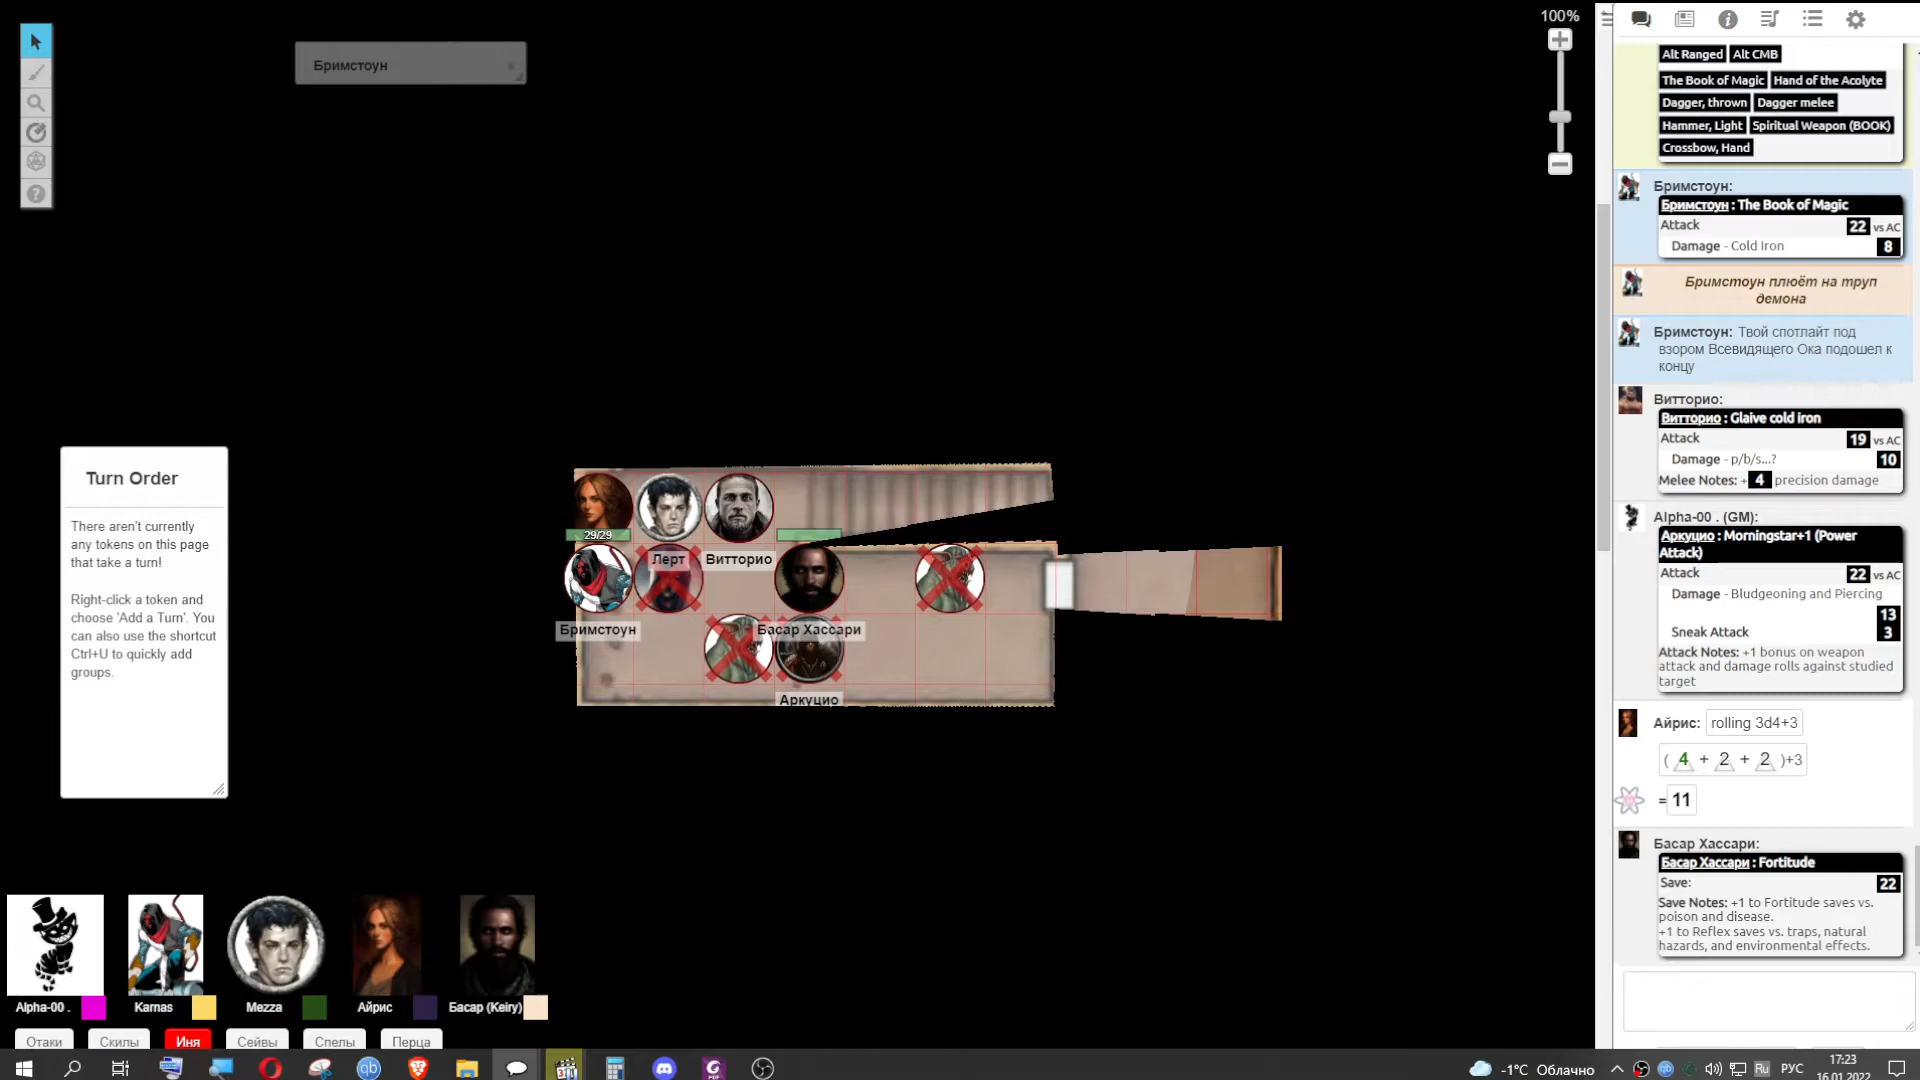 100%
Бримстоун
Turn Order
There aren't currently
any tokens on this page
that take a turn!
Right-click a token and
choose 'Add a Turn'. You
can also use the shortcut
Ctrl+U to quickly add
groups.
29/29
Лерт
Витторио
Бримстоун
Басар Хассари
Аркуцио
Alpha-00 .
Karnas
Mezza
Айрис
Басар (Keiry)
Отаки
Скилы
Иня
Сейвы
Спелы
Перца
Alt Ranged
Alt CMB
The Book of Magic
Hand of the Acolyte
Dagger, thrown
Dagger melee
Hammer, Light
Spiritual Weapon (BOOK)
Crossbow, Hand
Бримстоун:
Бримстоун : The Book of Magic
Attack 22 vs AC
Damage - Cold Iron 8
Бримстоун плюёт на труп
демона
Бримстоун: Твой спотлайт под
взором Всевидящего Ока подошел к
концу
Витторио:
Витторио : Glaive cold iron
Attack 19 vs AC
Damage - p/b/s...? 10
Melee Notes: + 4 precision damage
Alpha-00 . (GM):
Аркуцио : Morningstar+1 (Power
Attack)
Attack 22 vs AC
Damage - Bludgeoning and Piercing
13
Sneak Attack 3
Attack Notes: +1 bonus on weapon
attack and damage rolls against studied
target
Айрис: rolling 3d4+3
( 4 + 2 + 2 )+3
= 11
Басар Хассари:
Басар Хассари : Fortitude
Save: 22
Save Notes: +1 to Fortitude saves vs.
poison and disease.
+1 to Reflex saves vs. traps, natural
hazards, and environmental effects.
-1°C Облачно
Ru
РУС
17:23
16.01.2022